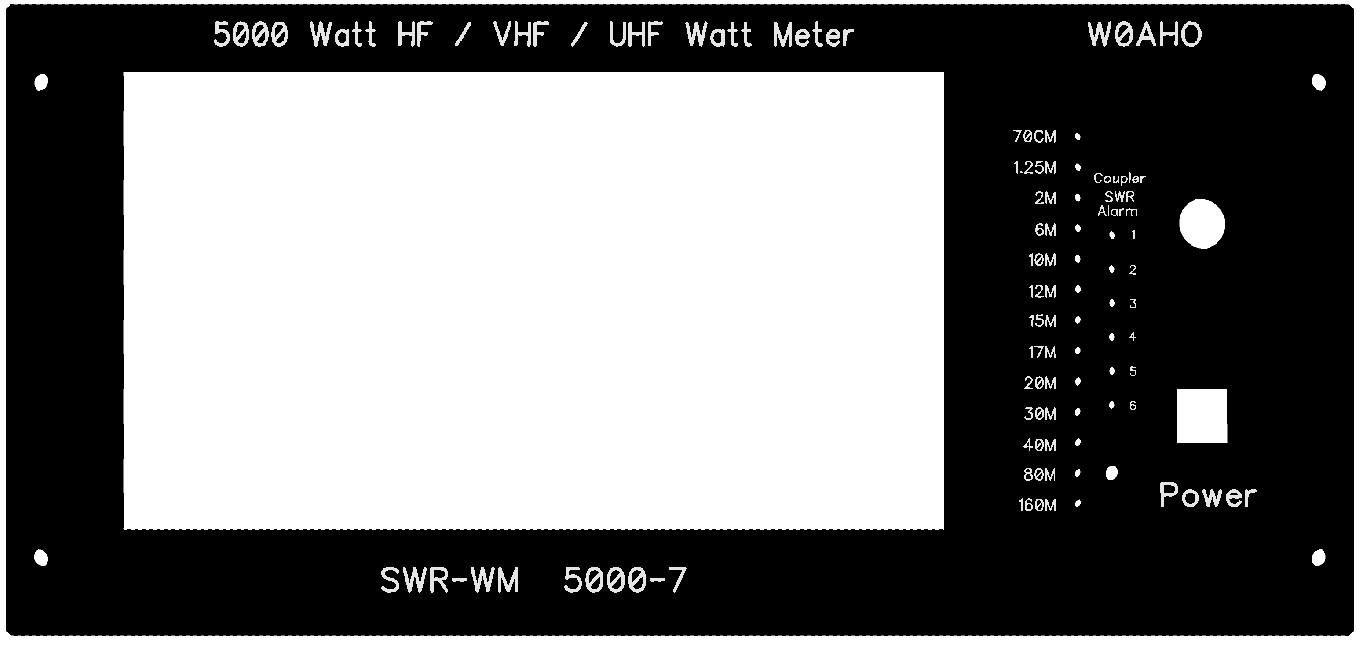 5000 Watt HF / VHF / UHF Watt Meter
W0AHO
70CM
1.25M
2M
6M
10M
12M
15M
17M
20M
30M
40M
80M
160M
Coupler
SWR
Alarm
1
2
3
4
5
6
Power
SWR-WM 5000-7